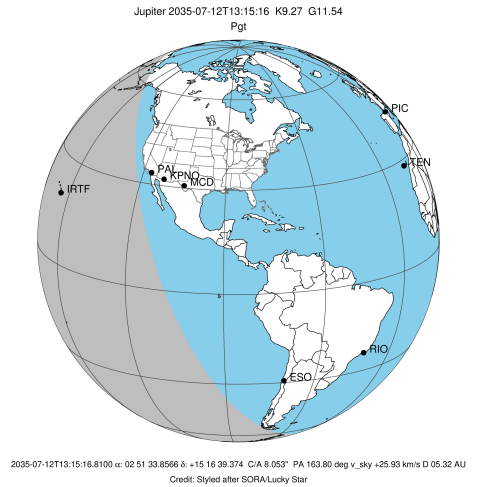 Jupiter 2035-07-12T13:15:16 K9.27 G11.54
Pgt
PIC
TEN
PAL
KPNO
MCD
IRTF
RIO
ESO
2035-07-12T13:15:16.8100 α: 02 51 33.8566 δ: +15 16 39.374 C/A 8.053" PA 163.80 deg v_sky +25.93 km/s D 05.32 AU
Credit: Styled after SORA/Lucky Star